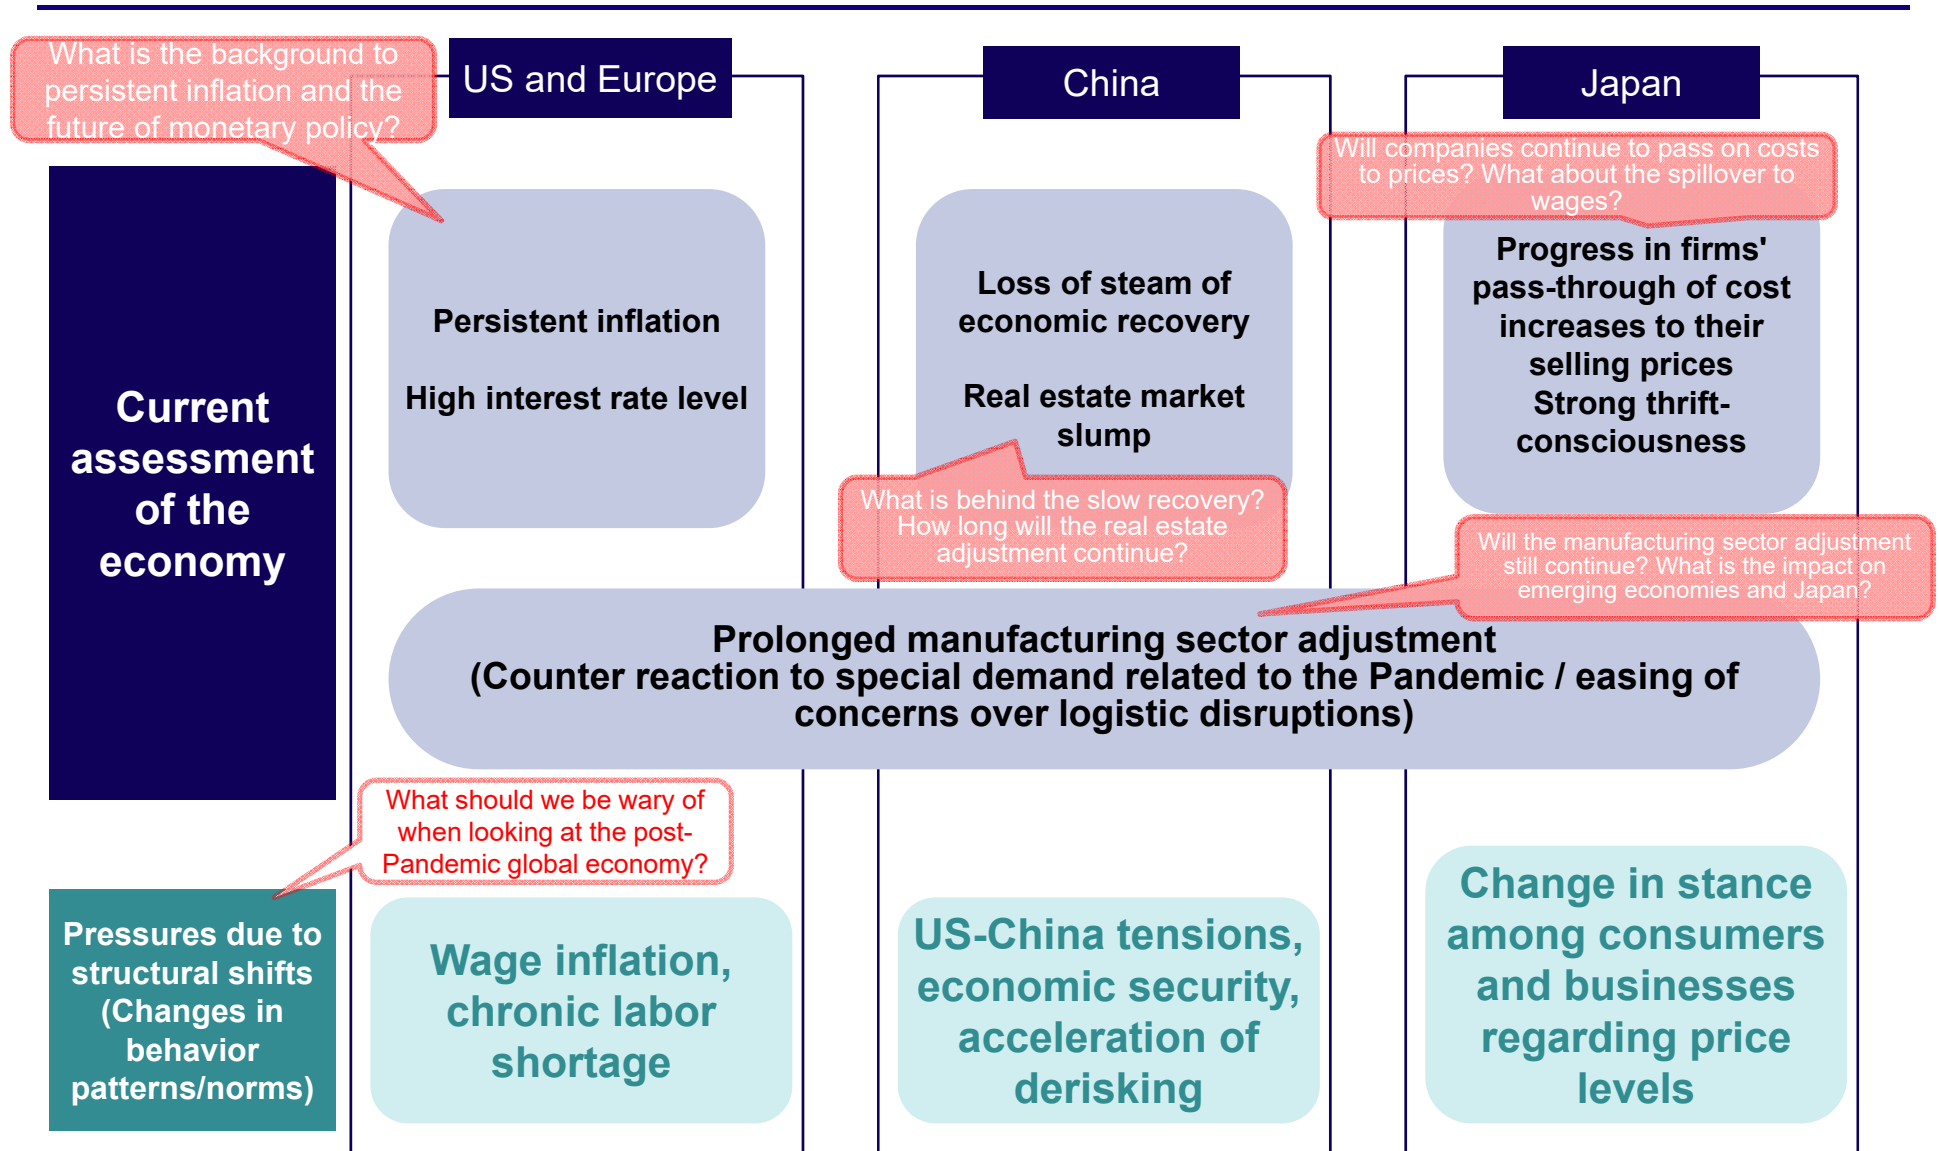 What is the background to
persistent inflation and the
future of monetary policy?
US and Europe
China
Japan
Will companies continue to pass on costs
to prices? What about the spillover to
wages?
Current
assessment
of the
economy
Persistent inflation
High interest rate level
Loss of steam of
economic recovery
Real estate market
slump
Progress in firms'
pass-through of cost
increases to their
selling prices
Strong thrift-
consciousness
What is behind the slow recovery?
How long will the real estate
adjustment continue?
Will the manufacturing sector adjustment
still continue? What is the impact on
emerging economies and Japan?
Prolonged manufacturing sector adjustment
(Counter reaction to special demand related to the Pandemic / easing of
concerns over logistic disruptions)
What should we be wary of
when looking at the post-
Pandemic global economy?
Pressures due to
structural shifts
(Changes in
behavior
patterns/norms)
Wage inflation,
chronic labor
shortage
US-China tensions,
economic security,
acceleration of
derisking
Change in stance
among consumers
and businesses
regarding price
levels